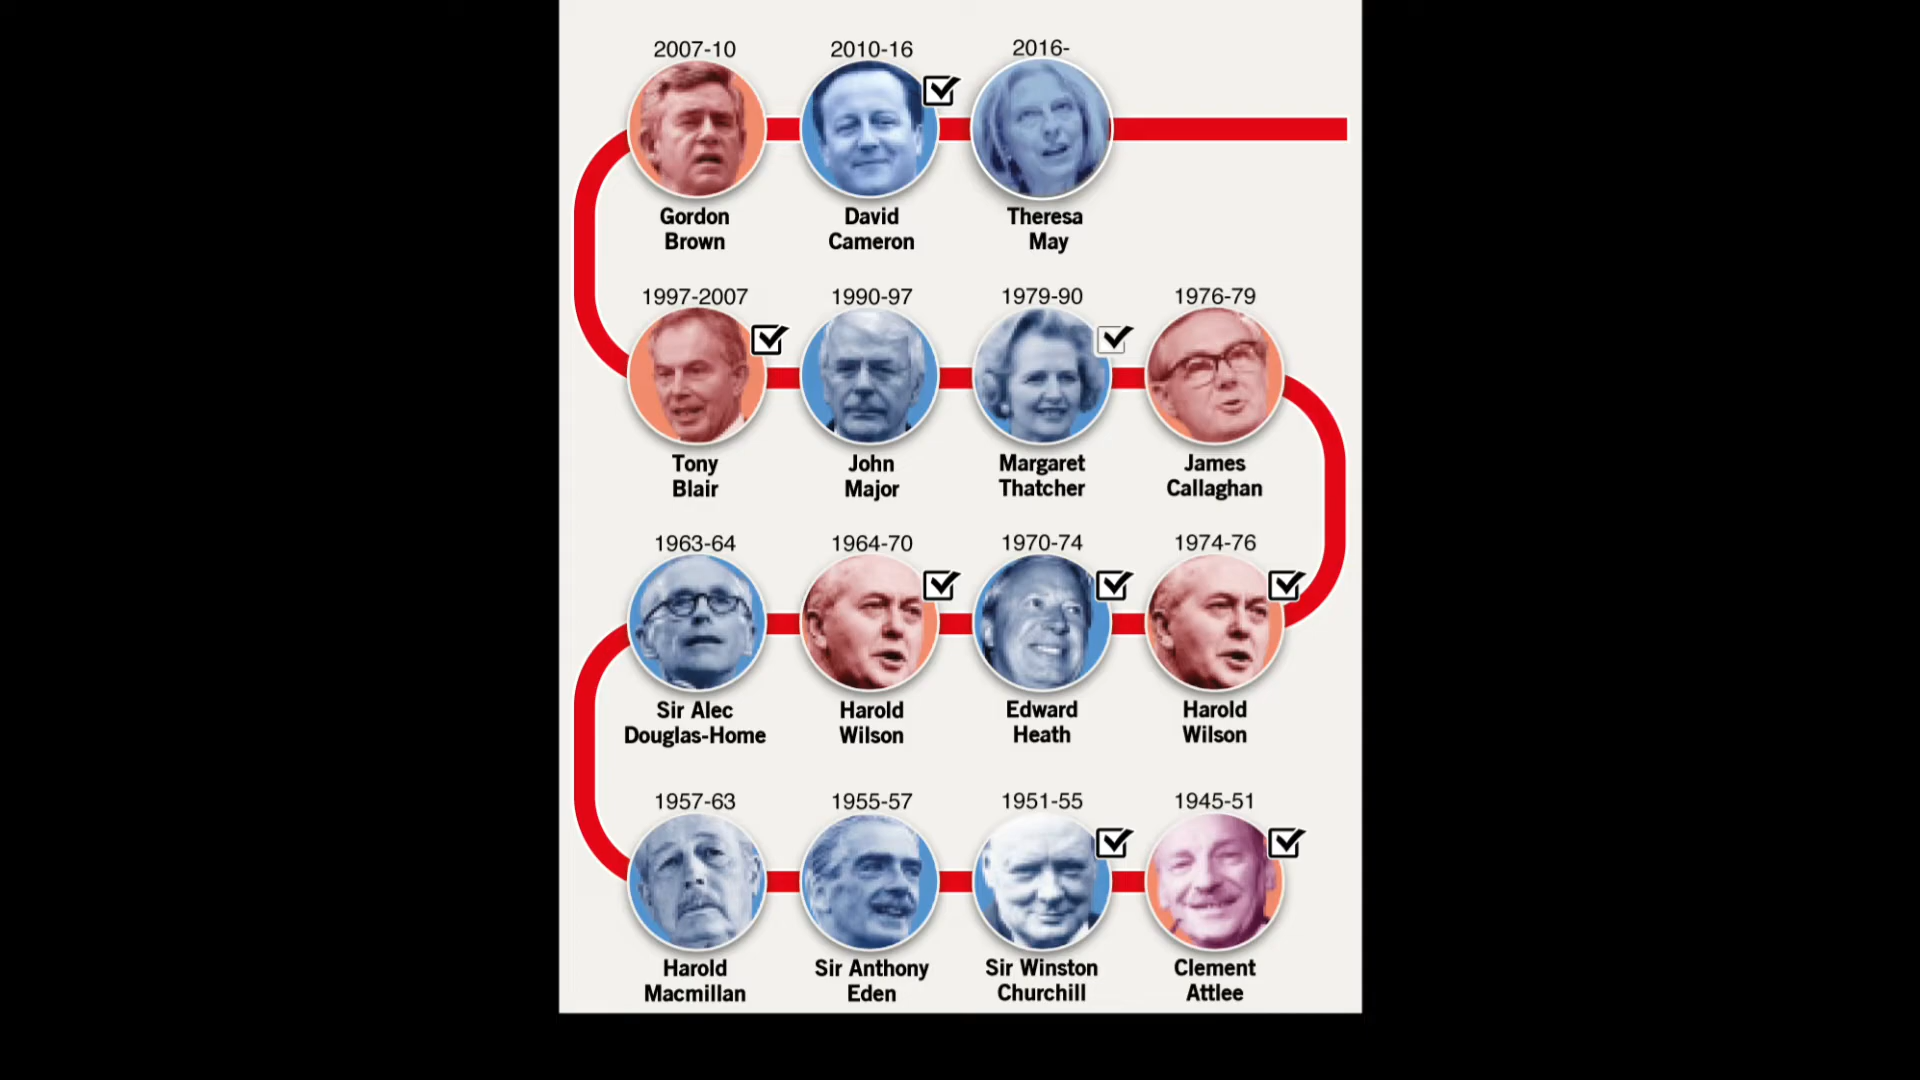 2007-10
2010-16
2016-
Gordon
Brown
David
Cameron
Theresa
May
1997-2007
1990-97
1979-90
1976-79
Tony
Blair
John
Major
Margaret
Thatcher
James
Callaghan
1963-64
1964-70
1970-74
1974-76
Sir Alec
Douglas-Home
Harold
Wilson
Edward
Heath
Harold
Wilson
1957-63
1955-57
1951-55
1945-51
Harold
Macmillan
Sir Anthony
Eden
Sir Winston
Churchill
Clement
Attlee